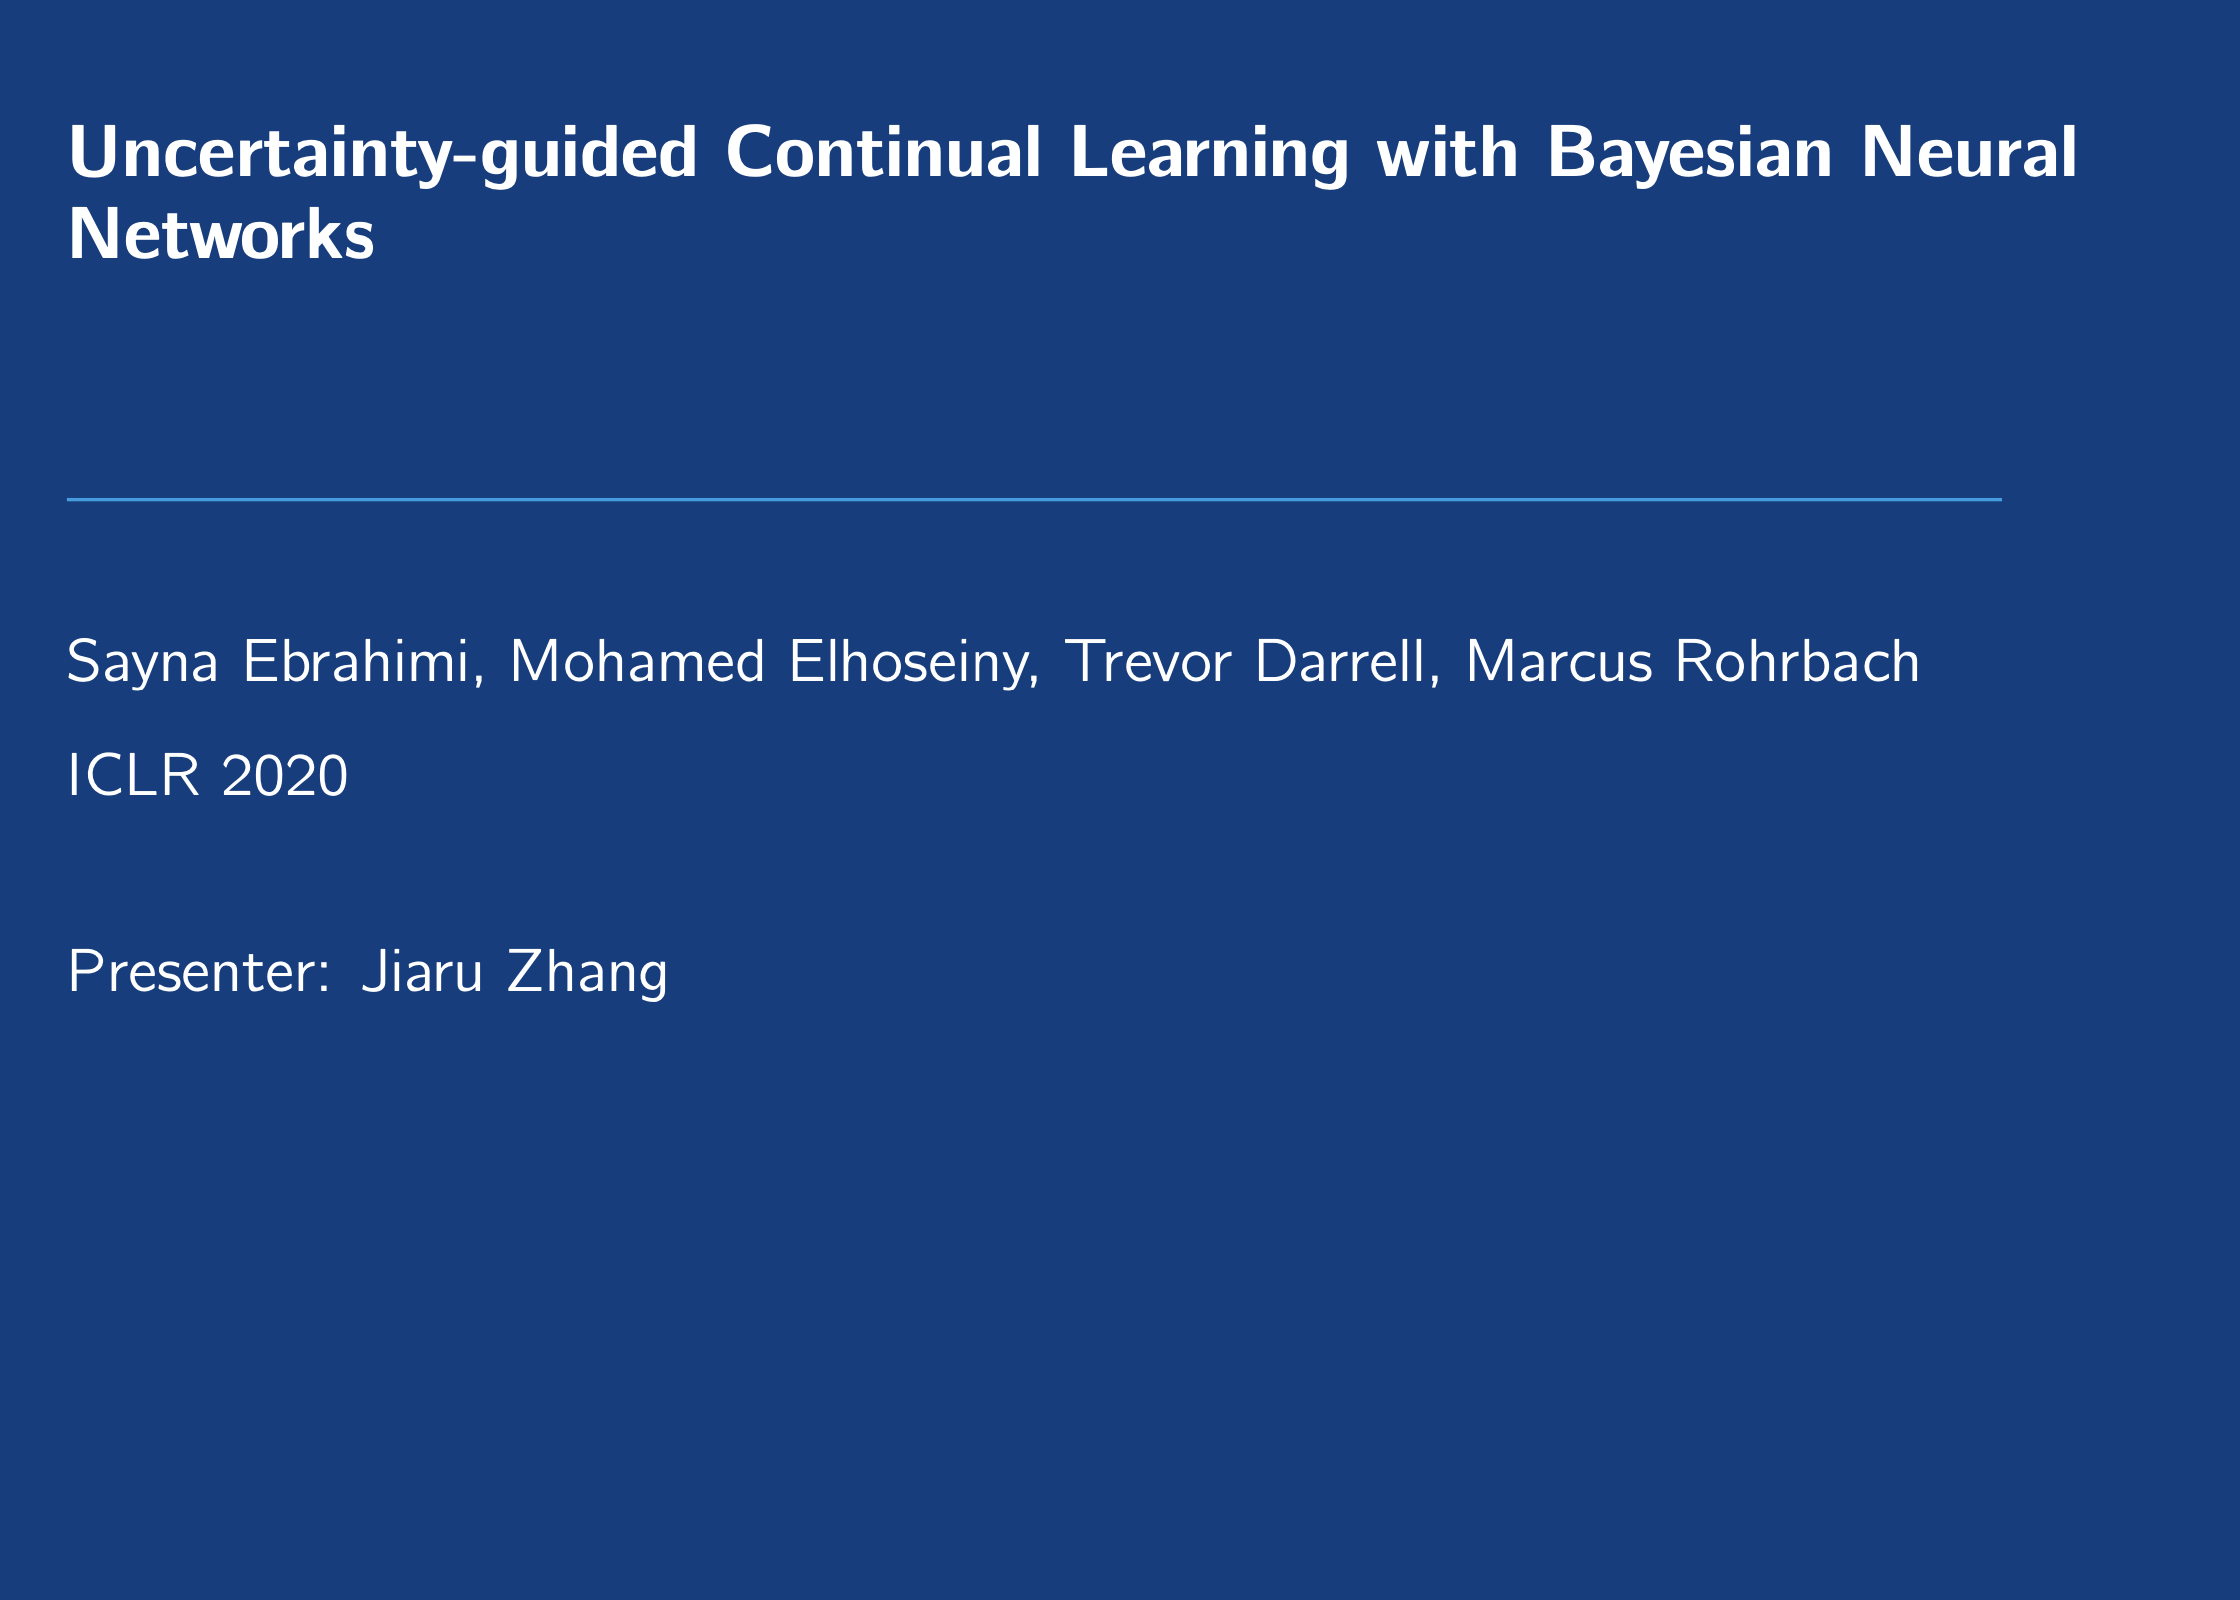 Uncertainty-guided Continual Learning with Bayesian Neural
Networks
Sayna Ebrahimi, Mohamed Elhoseiny, Trevor Darrell, Marcus Rohrbach
ICLR 2020
Presenter: Jiaru Zhang